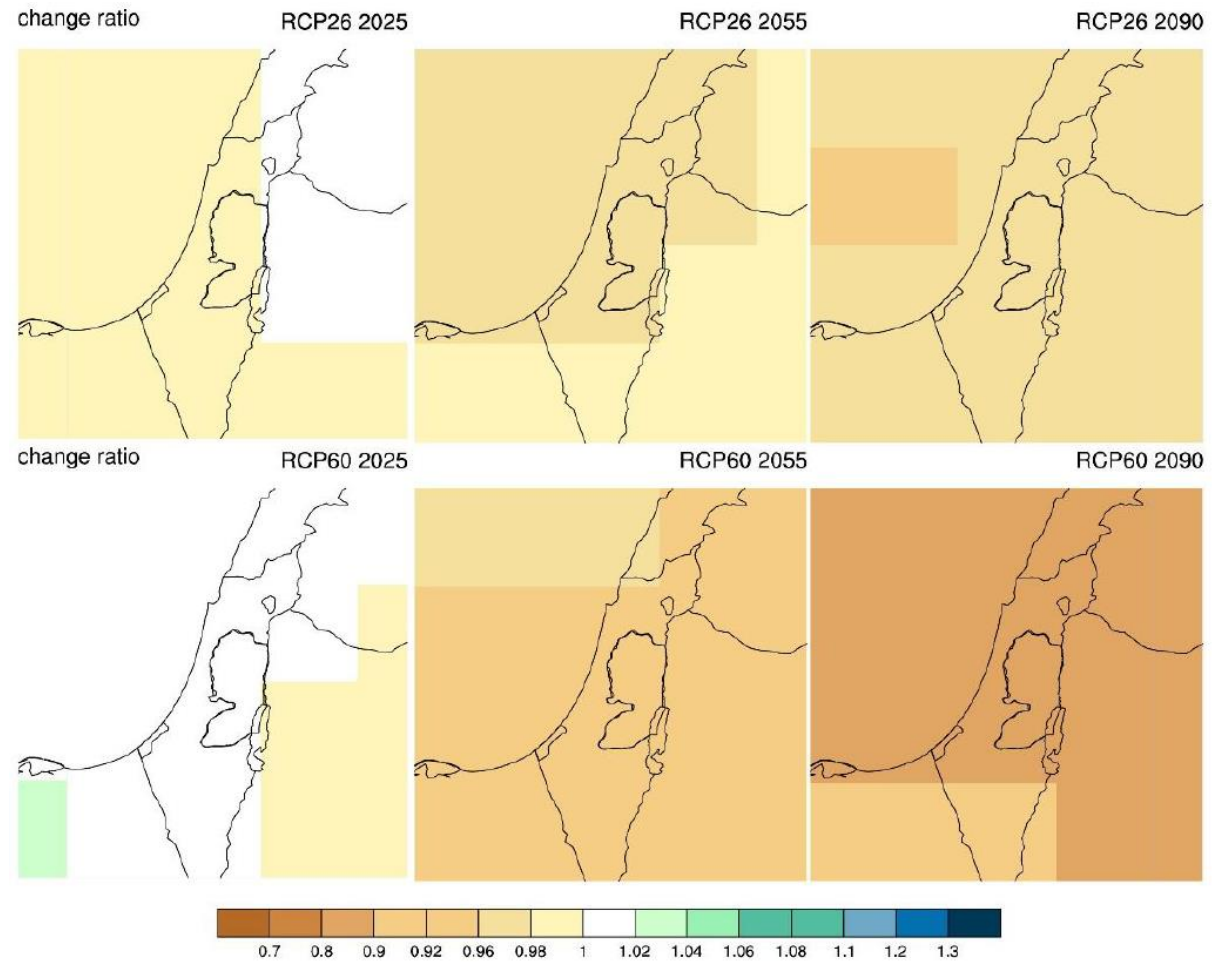 change ratio RCP26 2025 RCP26 2055 RCP26 2090
change ratio RCP60 2025 RCP60 2055 RCP60 2090
0.7 0.8 0.9 0.92 0.96 0.98 1 1.02 1.04 1.06 1.08 1.1 1.2 1.3